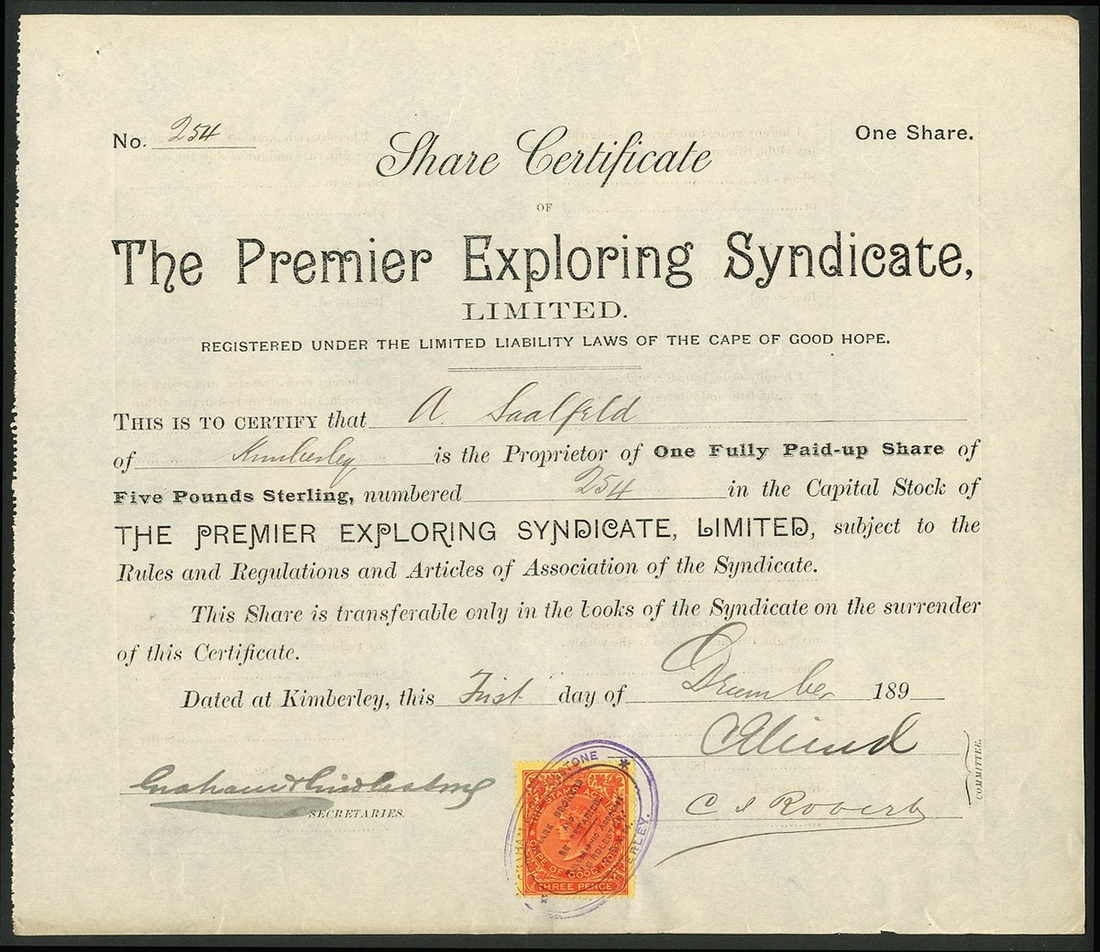 No. 254
One Share.
Share Certificate
OF
The Premier Exploring Syndicate,
LIMITED.
REGISTERED UNDER THE LIMITED LIABILITY LAWS OF THE CAPE OF GOOD HOPE.
THIS IS TO CERTIFY that A. Saalfeld
of Kimberley is the Proprietor of One Fully Paid-up Share of
Five Pounds Sterling, numbered 254 in the Capital Stock of
THE PREMIER EXPLORING SYNDICATE, LIMITED, subject to the
Rules and Regulations and Articles of Association of the Syndicate.
This Share is transferable only in the books of the Syndicate on the surrender
of this Certificate.
Dated at Kimberley, this First day of December 189
Graham & Girdlestone
SECRETARIES.
C S Roberts
COMMITTEE.
THREE PENCE